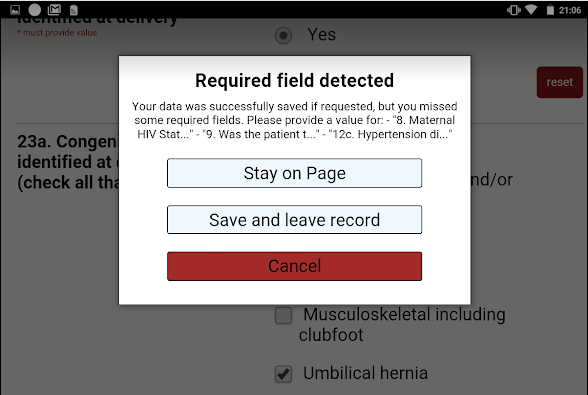 21:06
identified at delivery
* must provide value
Yes
reset
Required field detected
Your data was successfully saved if requested, but you missed
some required fields. Please provide a value for: - "8. Maternal
HIV Stat..." - "9. Was the patient t..." - "12c. Hypertension di..."
Stay on Page
Save and leave record
Cancel
23a. Congen
identified at
(check all tha
nd/or
Musculoskeletal including
clubfoot
Umbilical hernia